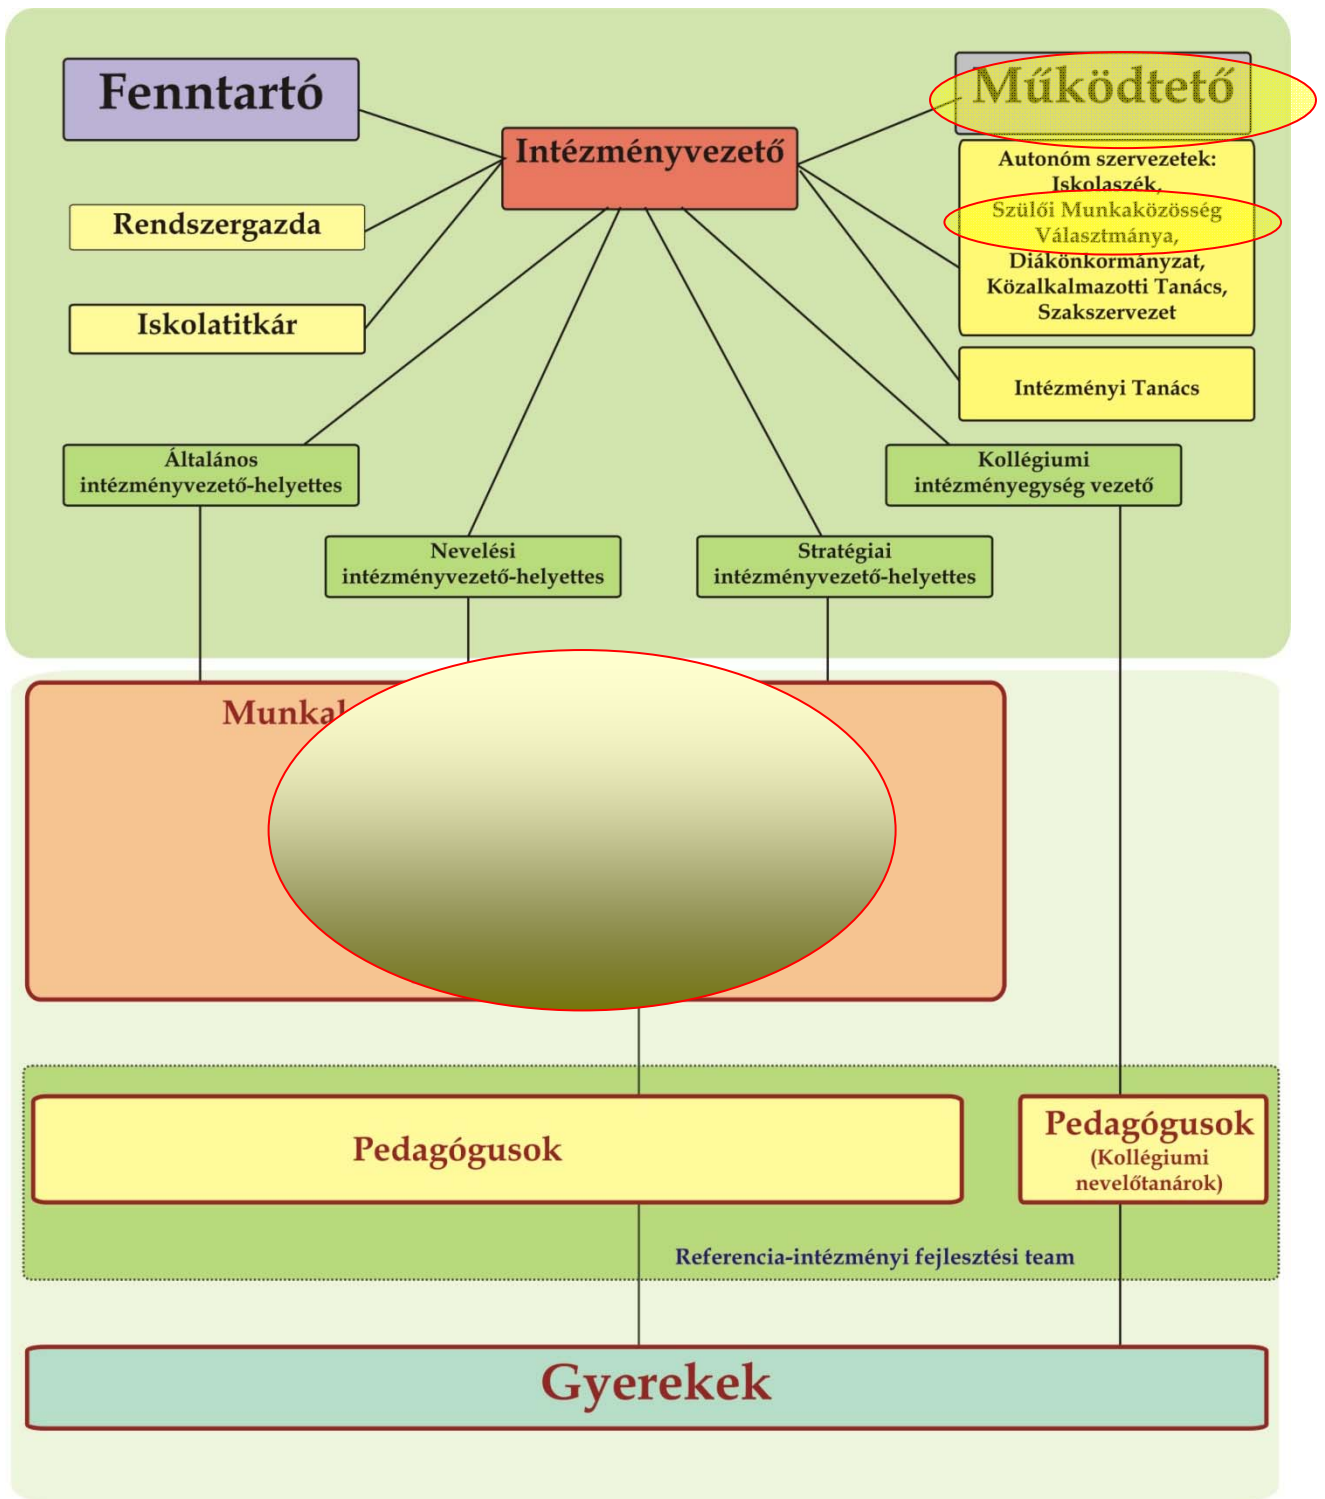 Fenntartó
Működtető
Intézményvezető
Autonóm szervezetek:
Iskolaszék,
Szülői Munkaközösség
Választmánya,
Diákönkormányzat,
Közalkalmazotti Tanács,
Szakszervezet
Rendszergazda
Iskolatitkár
Intézményi Tanács
Általános
intézményvezető-helyettes
Kollégiumi
intézményegység vezető
Nevelési
intézményvezető-helyettes
Stratégiai
intézményvezető-helyettes
Pedagógusok
Pedagógusok
(Kollégiumi
nevelőtanárok)
Referencia-intézményi fejlesztési team
Gyerekek